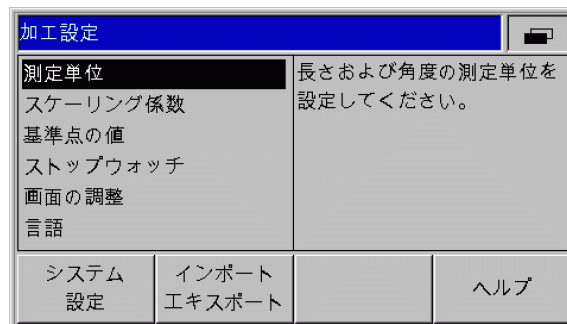 加工設定
測定単位
スケーリング係数
基準点の値
ストップウォッチ
画面の調整
言語
長さおよび角度の測定単位を
設定してください。
システム
設定
インポート
エキスポート
ヘルプ